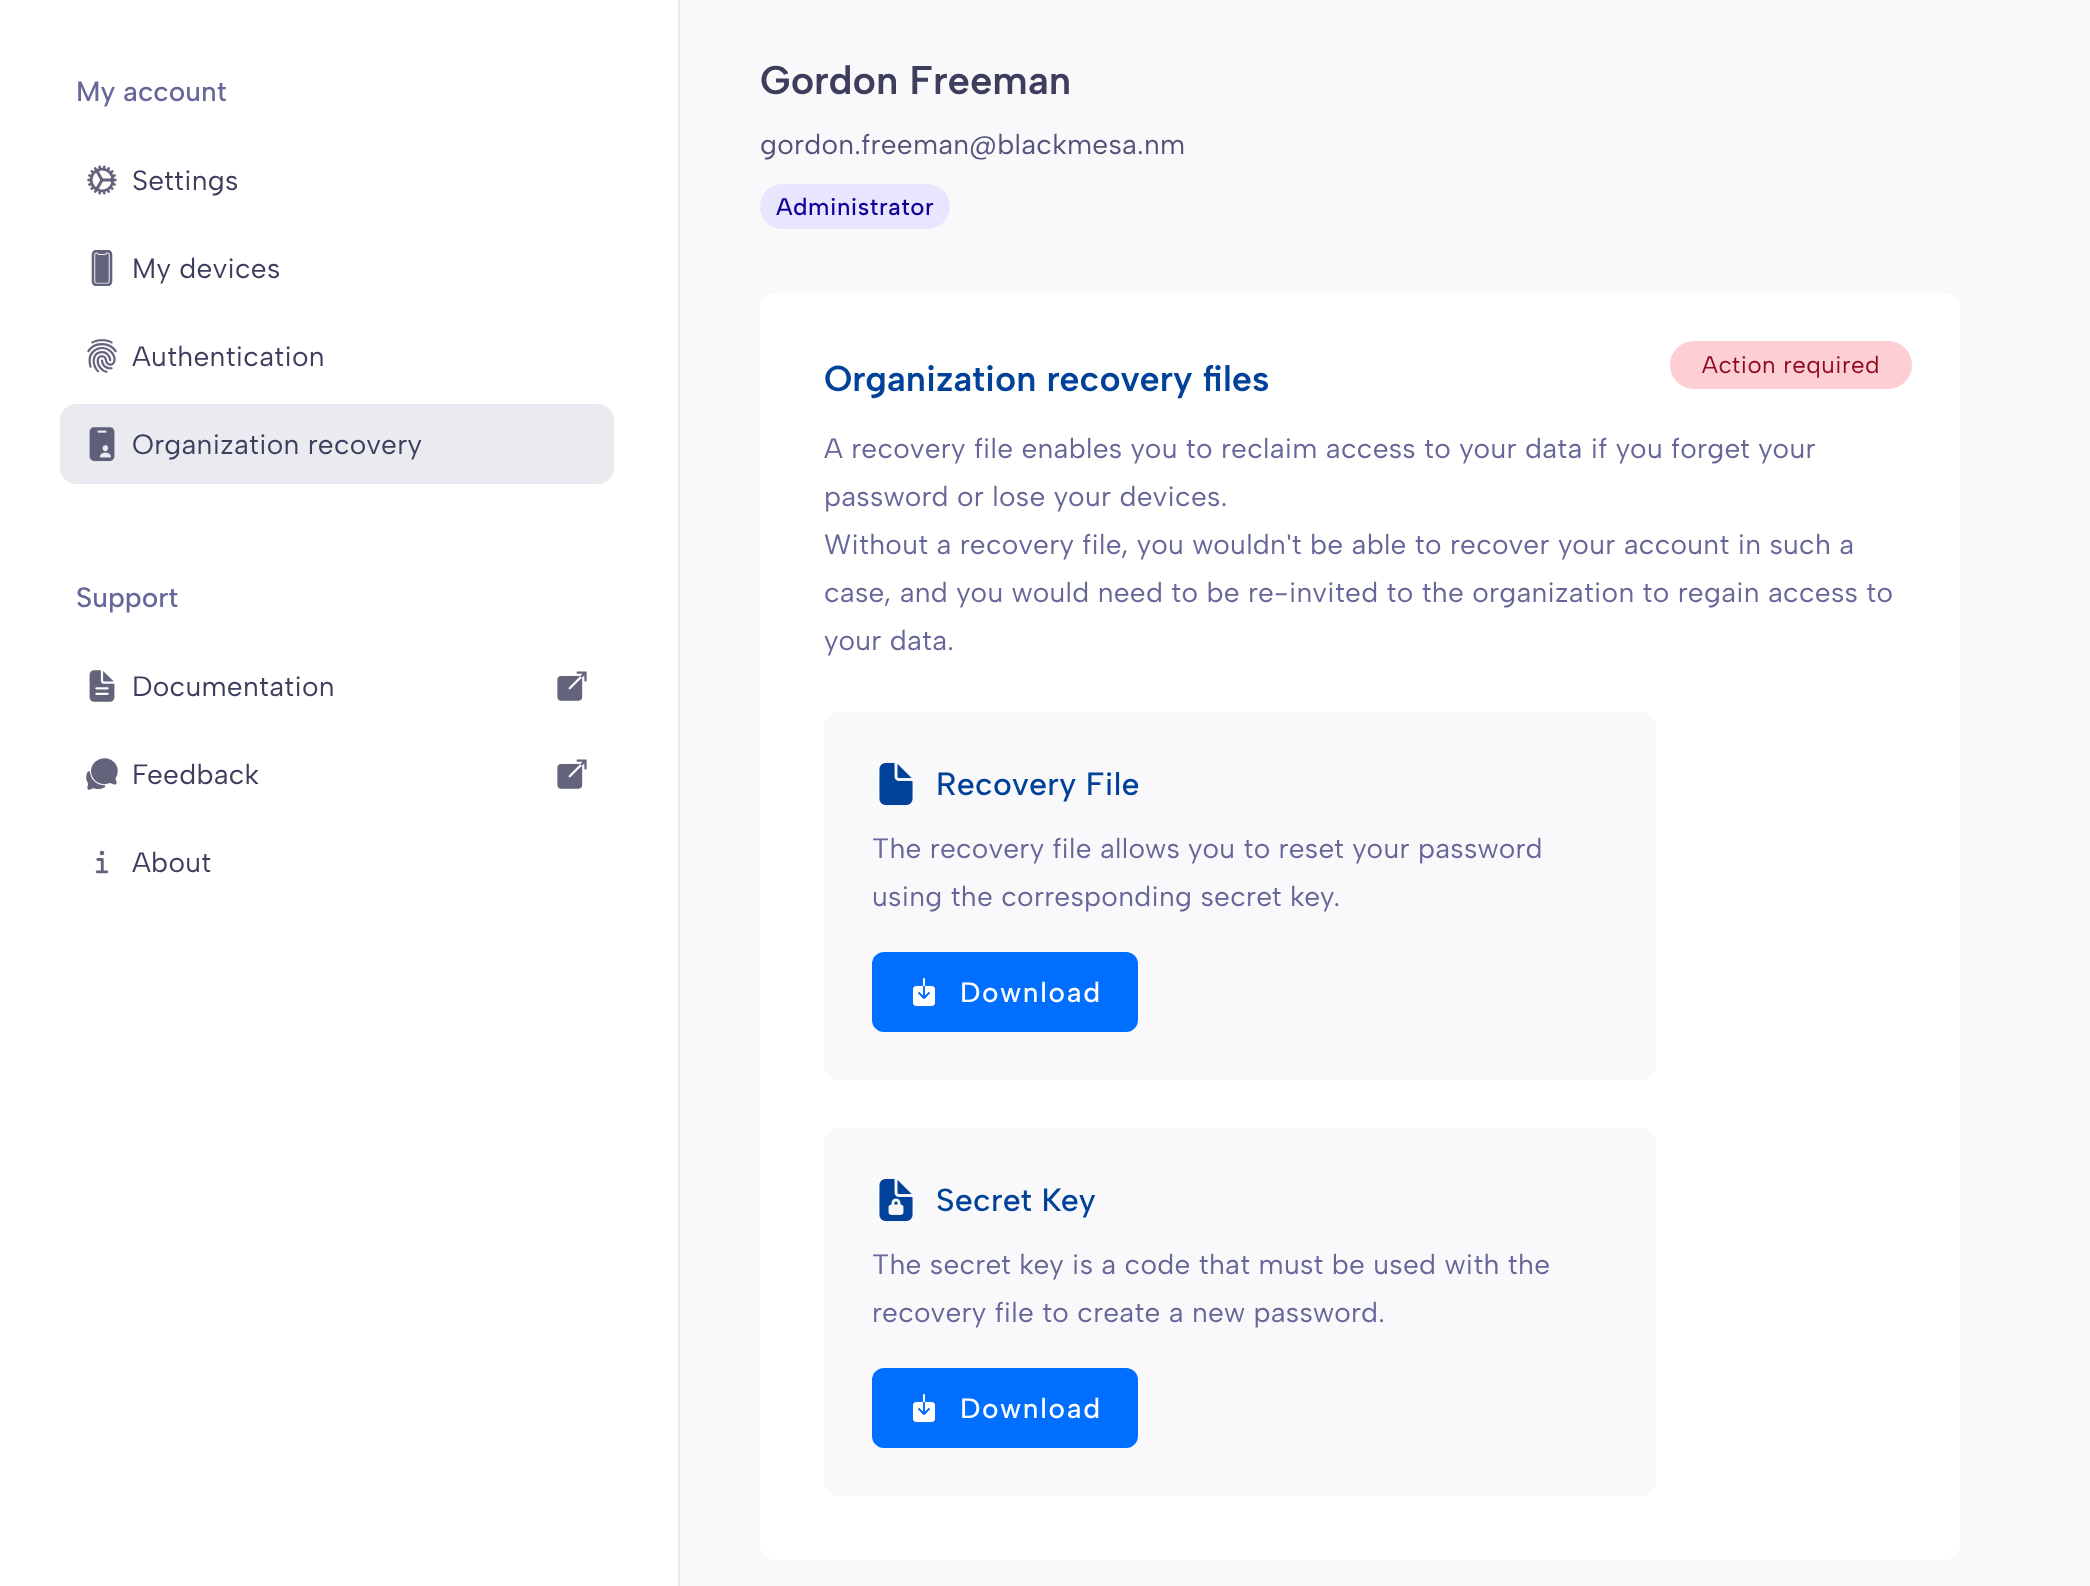 My account
Settings
My devices
Authentication
Organization recovery
Support
Documentation
Feedback
About
Gordon Freeman
gordon.freeman@blackmesa.nm
Administrator
Organization recovery files
Action required
A recovery file enables you to reclaim access to your data if you forget your
password or lose your devices.
Without a recovery file, you wouldn't be able to recover your account in such a
case, and you would need to be re-invited to the organization to regain access to
your data.
Recovery File
The recovery file allows you to reset your password
using the corresponding secret key.
Download
Secret Key
The secret key is a code that must be used with the
recovery file to create a new password.
Download